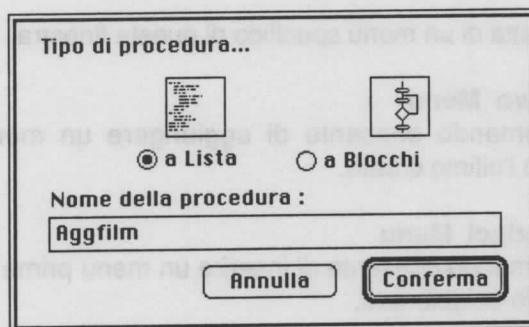 Tipo di procedura...
a Lista
a Blocchi
Nome della procedura :
Aggfilm
Annulla
Conferma